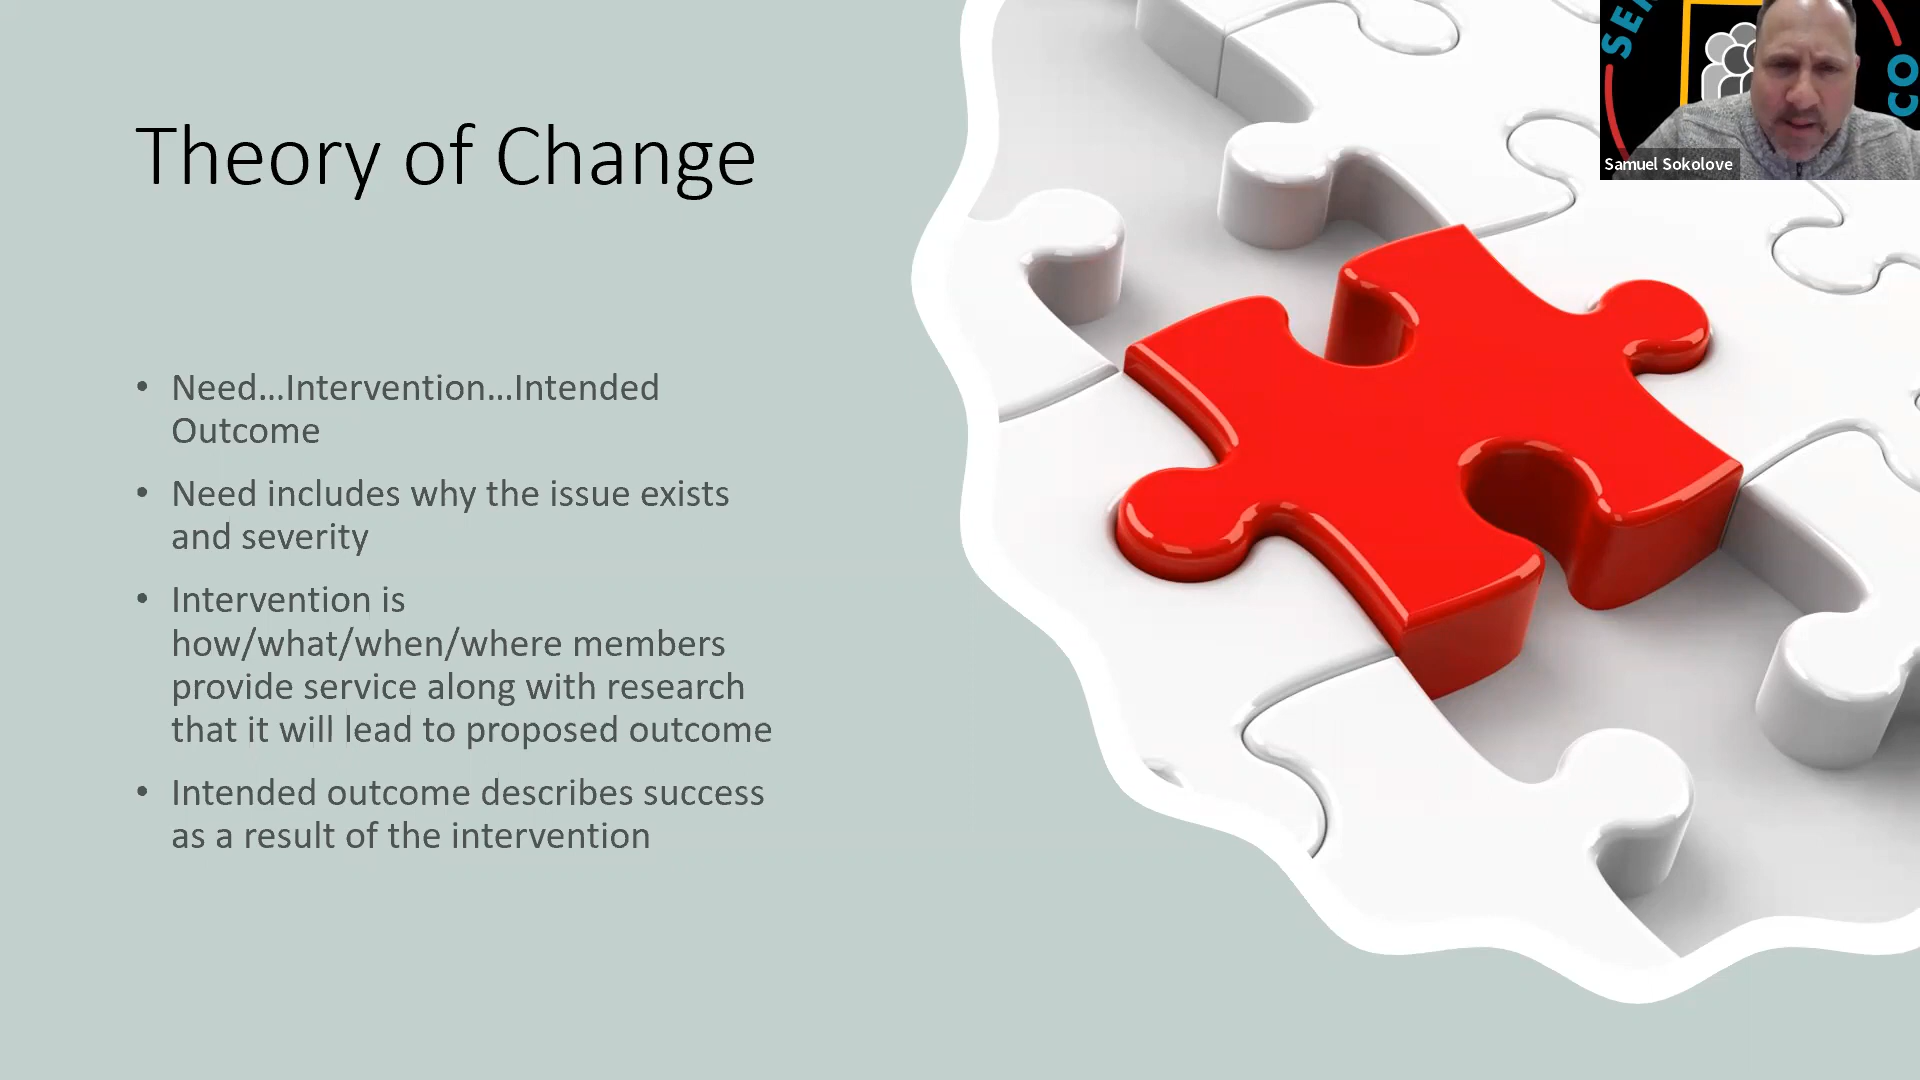 Theory of Change
• Need...Intervention...Intended
Outcome
• Need includes why the issue exists
and severity
• Intervention is
how/what/when/where members
provide service along with research
that it will lead to proposed outcome
• Intended outcome describes success
as a result of the intervention
SER
CO
Samuel Sokolove